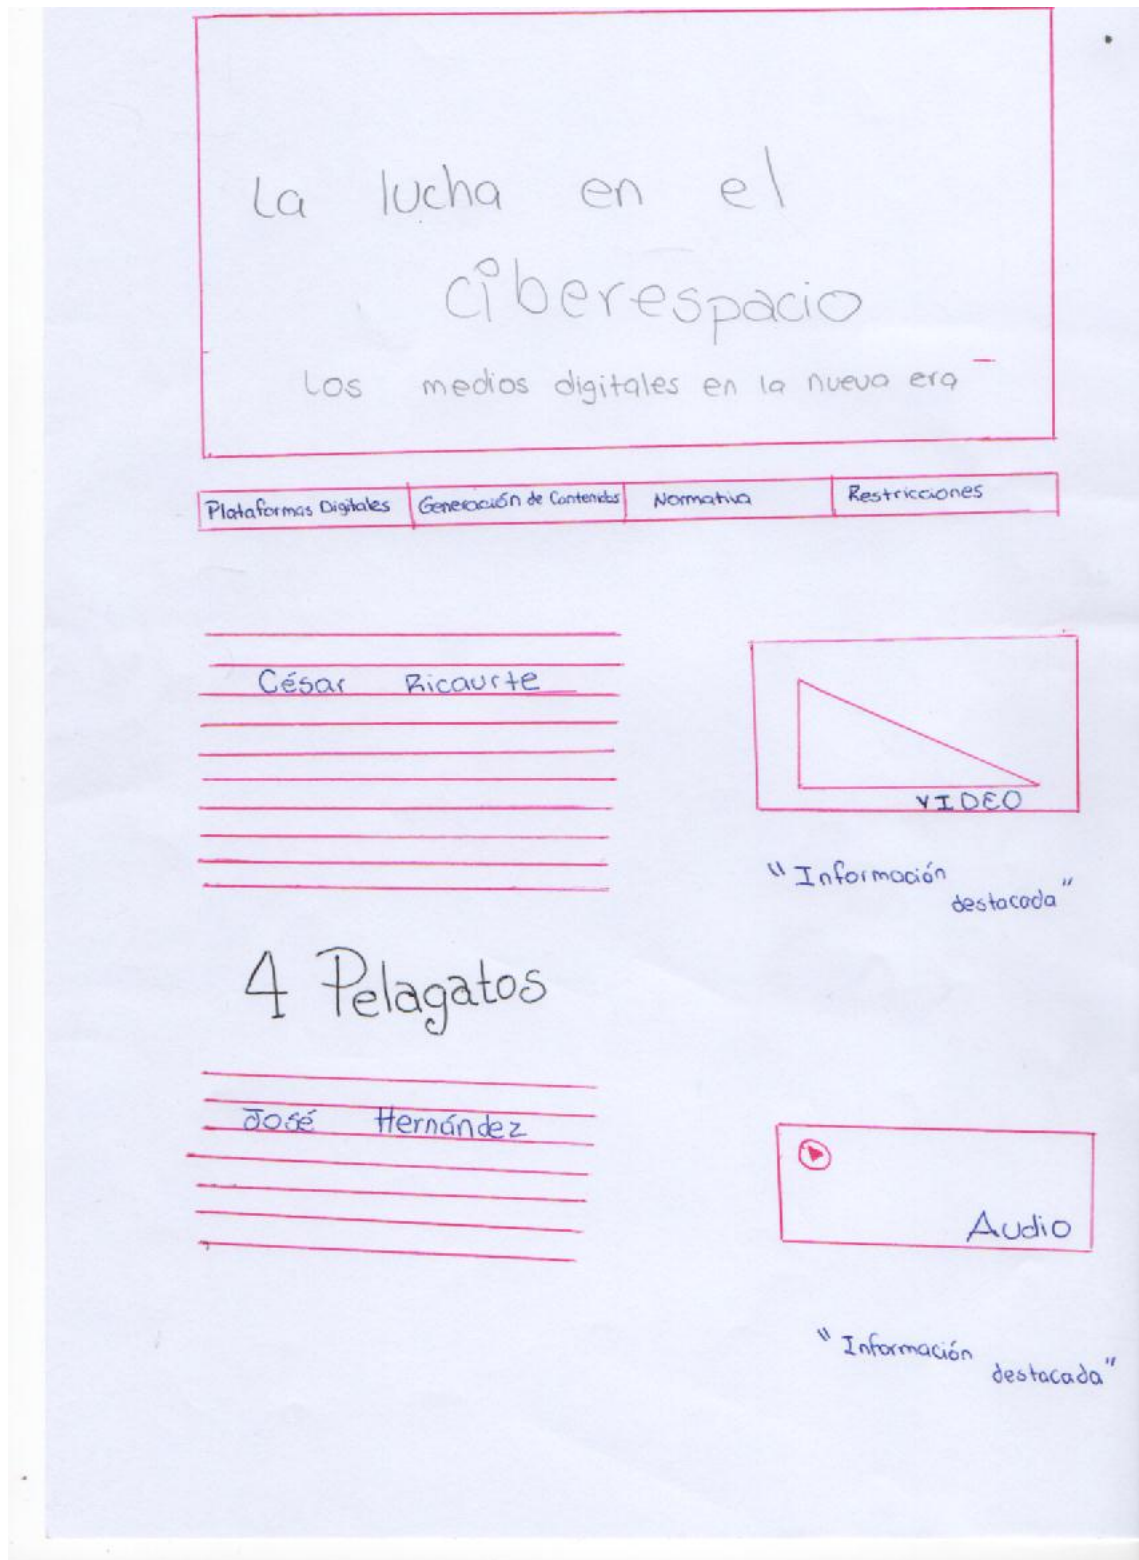 La lucha en el
ciberespacio
Los medios digitales en la nueva era
Plataformas Digitales Generación de Contenidos Normativa Restricciones
César Ricaurte
VIDEO
"Información
destacada"
4 Pelagatos
José Hernández
Audio
"Información
destacada"